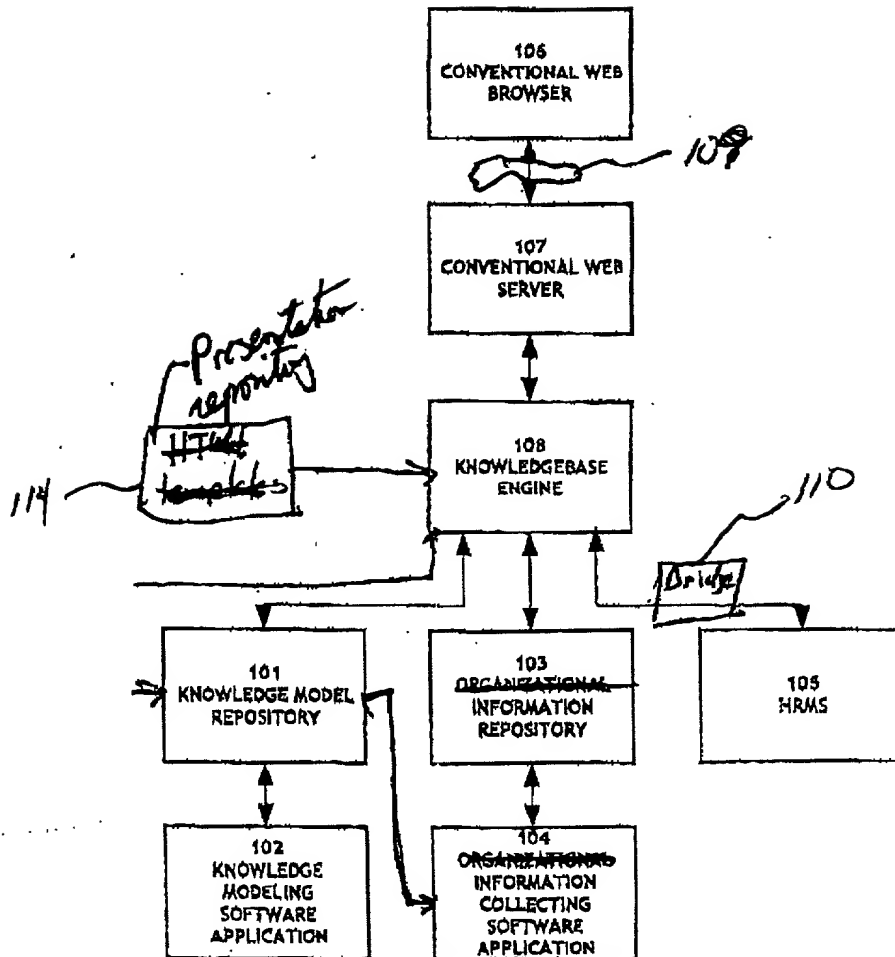 106
CONVENTIONAL WEB
BROWSER
107
CONVENTIONAL WEB
SERVER
Presentation
repository
HTML
templates
114
108
KNOWLEDGEBASE
ENGINE
110
Bridge
101
KNOWLEDGE MODEL
REPOSITORY
103
ORGANIZATIONAL
INFORMATION
REPOSITORY
105
HRMS
102
KNOWLEDGE
MODELING
SOFTWARE
APPLICATION
104
ORGANIZATIONAL
INFORMATION
COLLECTING
SOFTWARE
APPLICATION